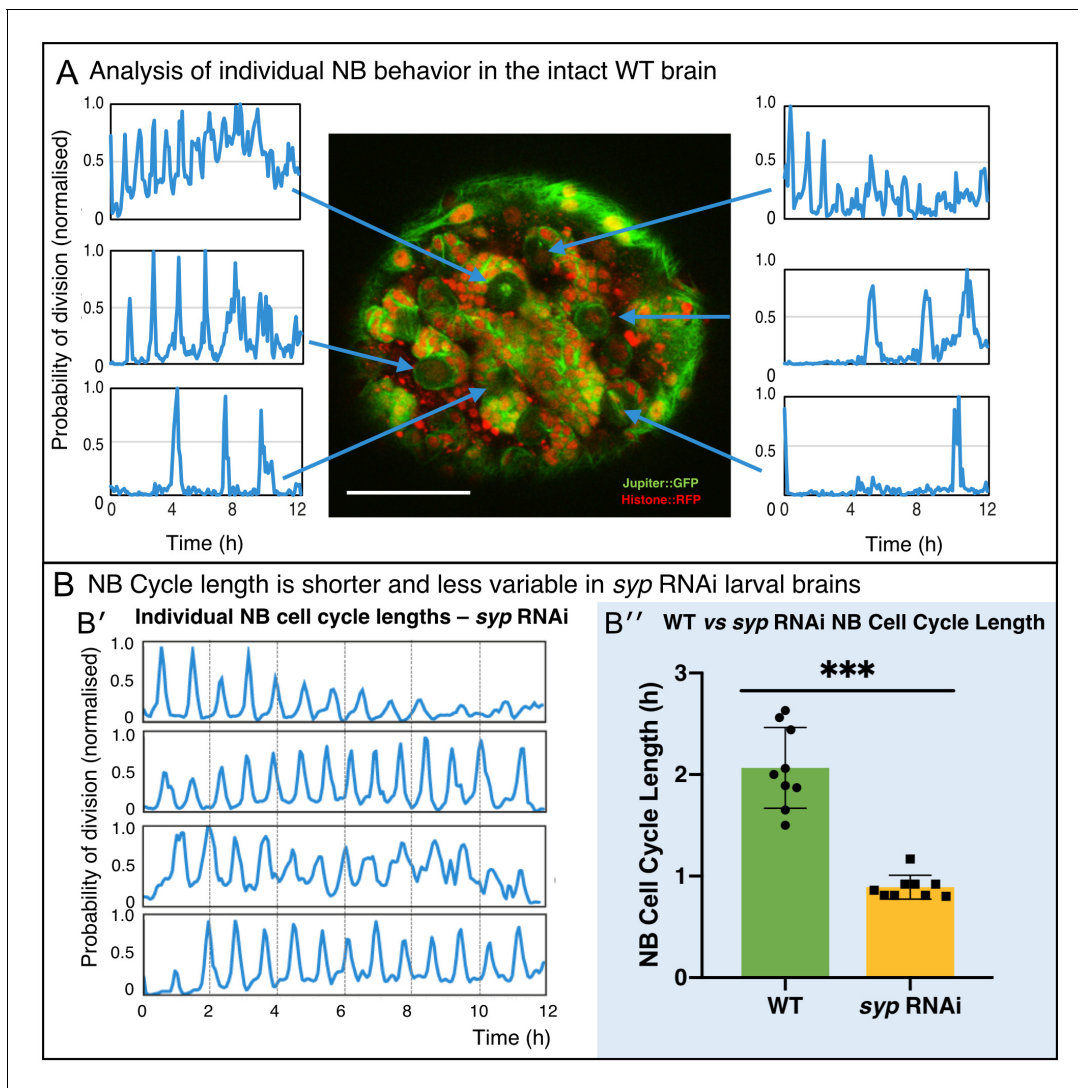 A Analysis of individual NB behavior in the intact WT brain
Probability of division (normalised)
1.0
0.5
0
1.0
0.5
0
1.0
0.5
0
0 4 8 12
Time (h)
Jupiter::GFP
Histone::RFP
1.0
0.5
0
1.0
0.5
0
1.0
0.5
0
0 4 8 12
Time (h)
B NB Cycle length is shorter and less variable in syp RNAi larval brains
B′ Individual NB cell cycle lengths – syp RNAi
Probability of division (normalised)
1.0
0.5
0
1.0
0.5
0
1.0
0.5
0
1.0
0.5
0
0 2 4 6 8 10 12
Time (h)
B′′ WT vs syp RNAi NB Cell Cycle Length
NB Cell Cycle Length (h)
3
2
1
0
***
WT syp RNAi